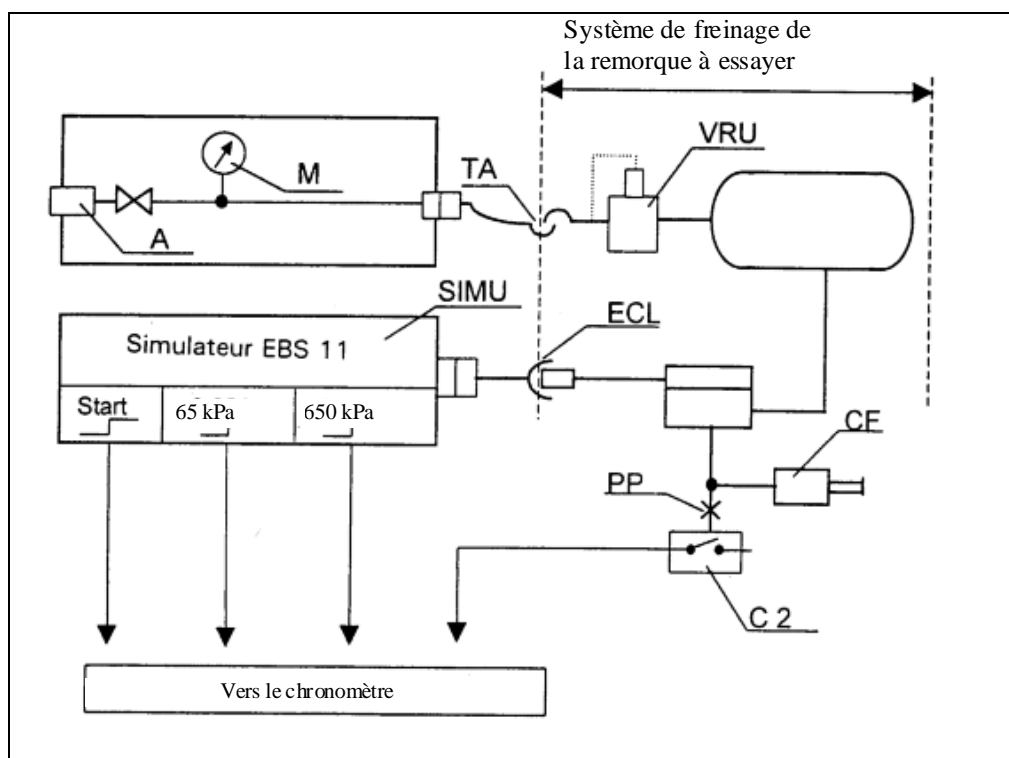 Système de freinage de
la remorque à essayer
VRU
TA
M
A
SIMU
ECL
Simulateur EBS 11
Start
65 kPa
650 kPa
CF
PP
C 2
Vers le chronomètre